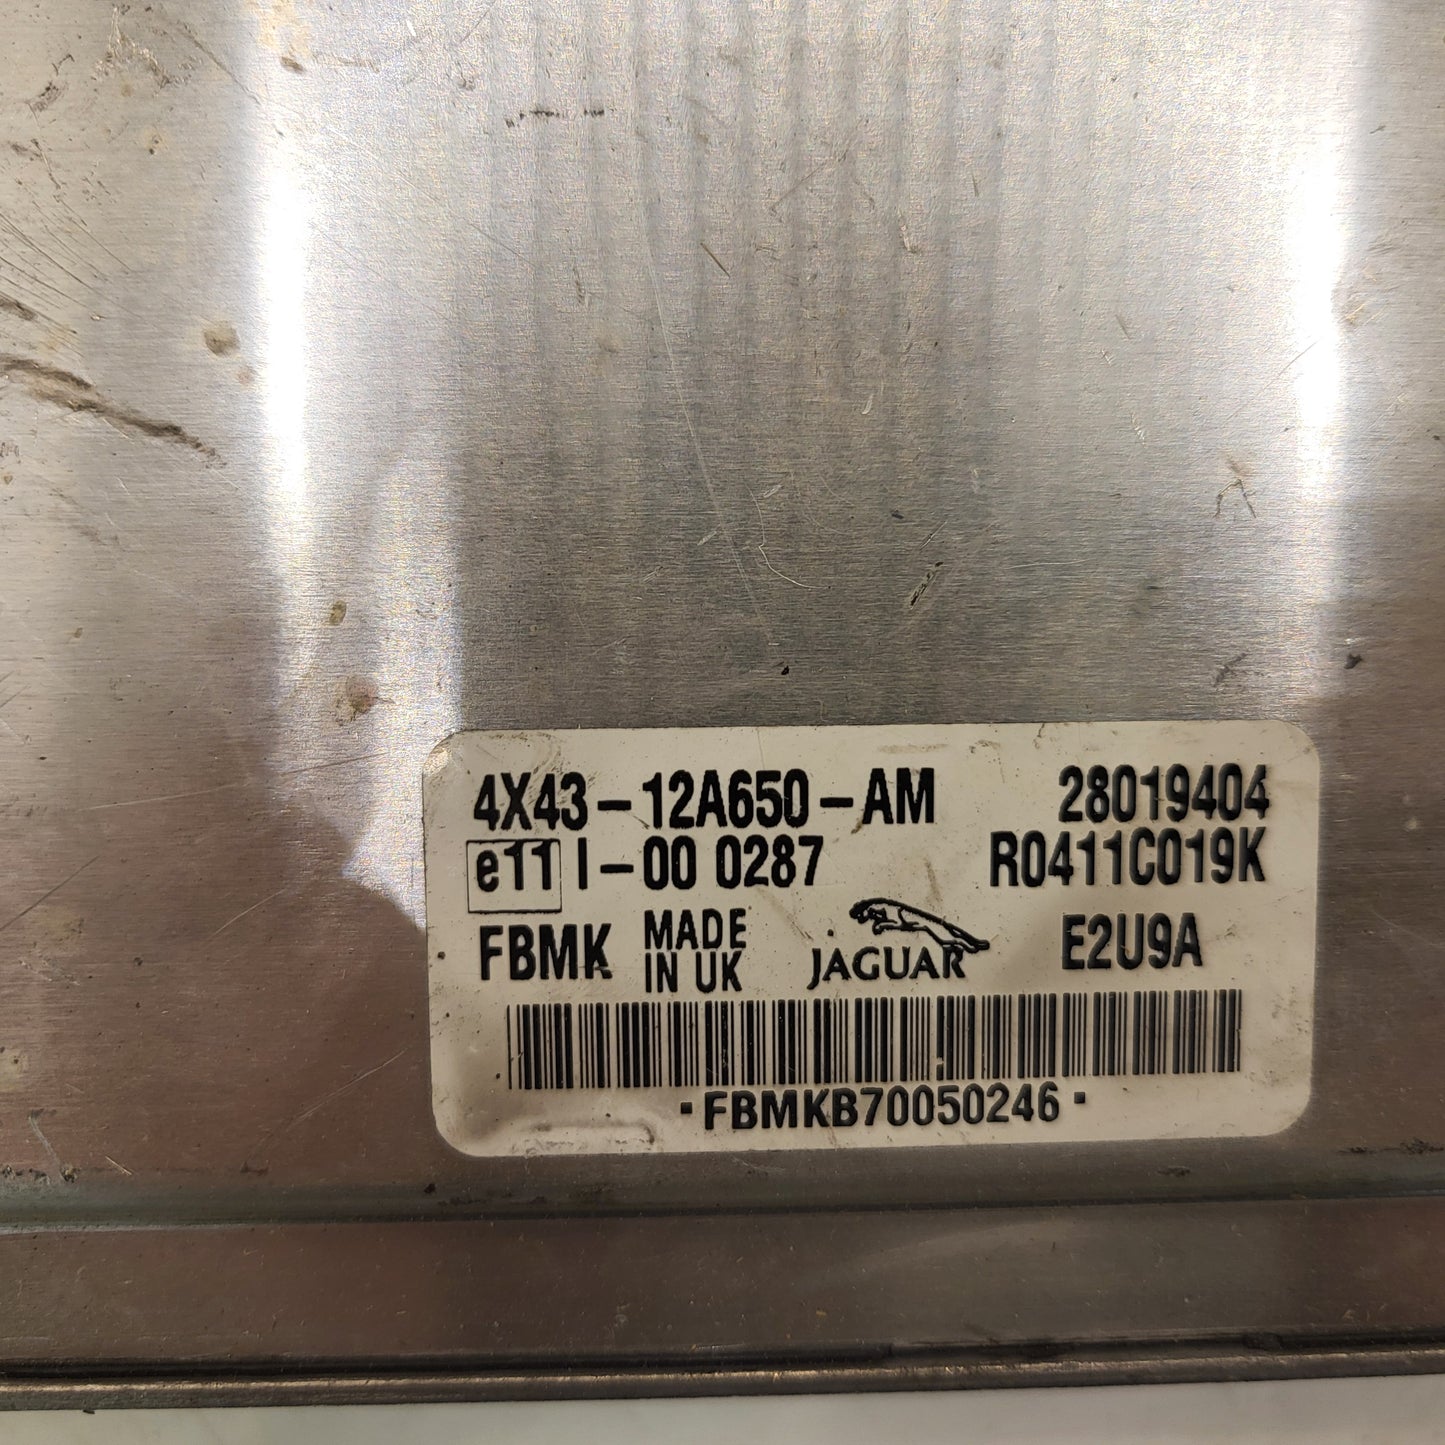 4X43-12A650-AM 28019404
e11 I-00 0287 R0411C019K
FBMK MADE IN UK JAGUAR E2U9A
·FBMKB70050246·